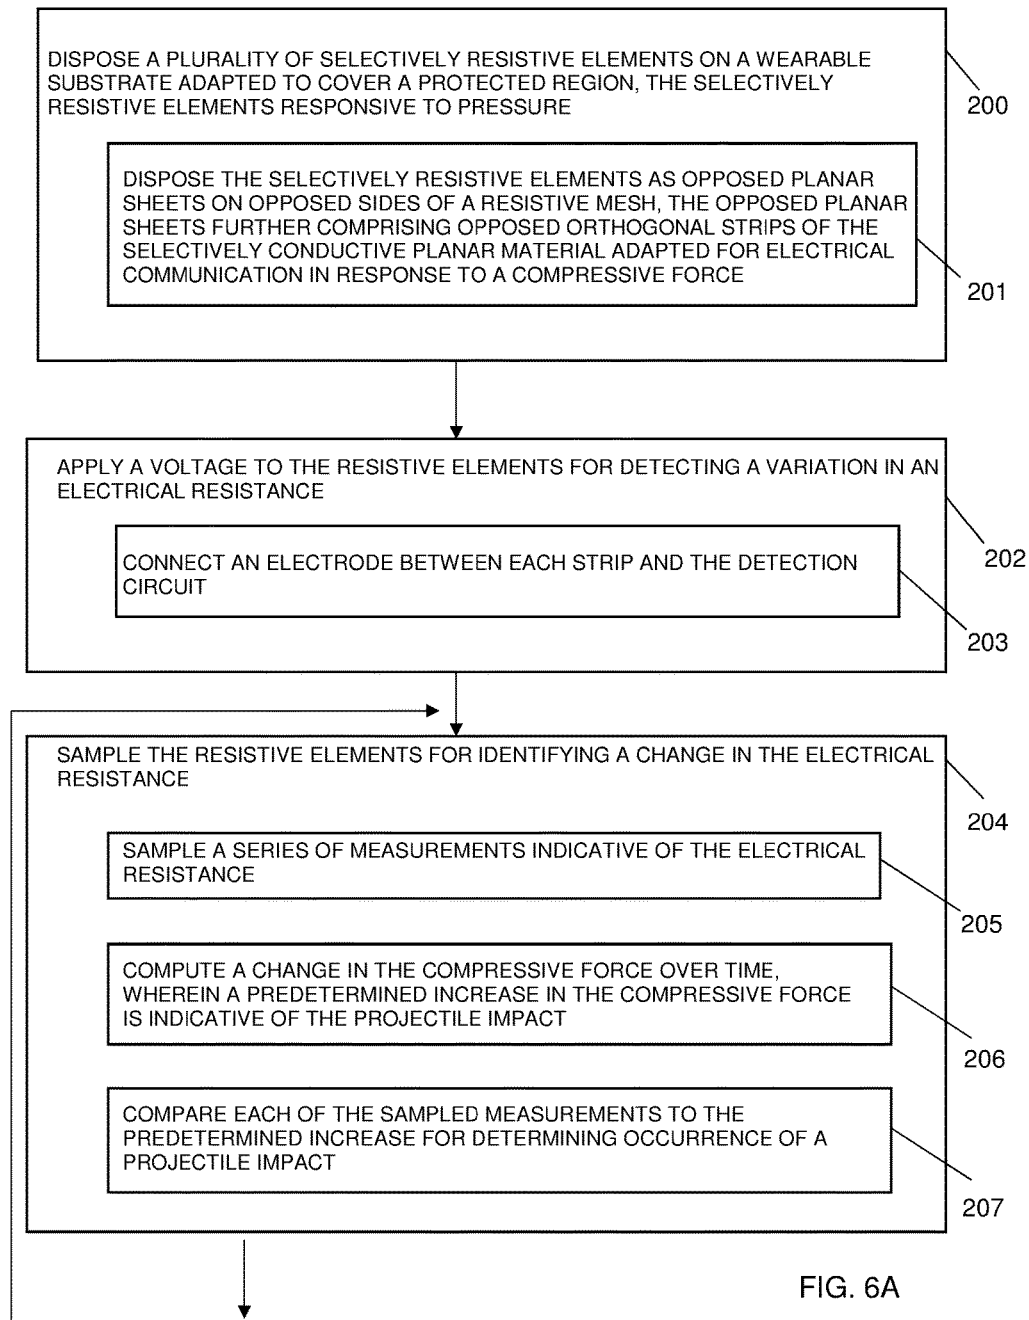 DISPOSE A PLURALITY OF SELECTIVELY RESISTIVE ELEMENTS ON A WEARABLE
SUBSTRATE ADAPTED TO COVER A PROTECTED REGION, THE SELECTIVELY
RESISTIVE ELEMENTS RESPONSIVE TO PRESSURE
200
DISPOSE THE SELECTIVELY RESISTIVE ELEMENTS AS OPPOSED PLANAR
SHEETS ON OPPOSED SIDES OF A RESISTIVE MESH, THE OPPOSED PLANAR
SHEETS FURTHER COMPRISING OPPOSED ORTHOGONAL STRIPS OF THE
SELECTIVELY CONDUCTIVE PLANAR MATERIAL ADAPTED FOR ELECTRICAL
COMMUNICATION IN RESPONSE TO A COMPRESSIVE FORCE
201
APPLY A VOLTAGE TO THE RESISTIVE ELEMENTS FOR DETECTING A VARIATION IN AN
ELECTRICAL RESISTANCE
202
CONNECT AN ELECTRODE BETWEEN EACH STRIP AND THE DETECTION
CIRCUIT
203
SAMPLE THE RESISTIVE ELEMENTS FOR IDENTIFYING A CHANGE IN THE ELECTRICAL
RESISTANCE
204
SAMPLE A SERIES OF MEASUREMENTS INDICATIVE OF THE ELECTRICAL
RESISTANCE
205
COMPUTE A CHANGE IN THE COMPRESSIVE FORCE OVER TIME,
WHEREIN A PREDETERMINED INCREASE IN THE COMPRESSIVE FORCE
IS INDICATIVE OF THE PROJECTILE IMPACT
206
COMPARE EACH OF THE SAMPLED MEASUREMENTS TO THE
PREDETERMINED INCREASE FOR DETERMINING OCCURRENCE OF A
PROJECTILE IMPACT
207
FIG. 6A